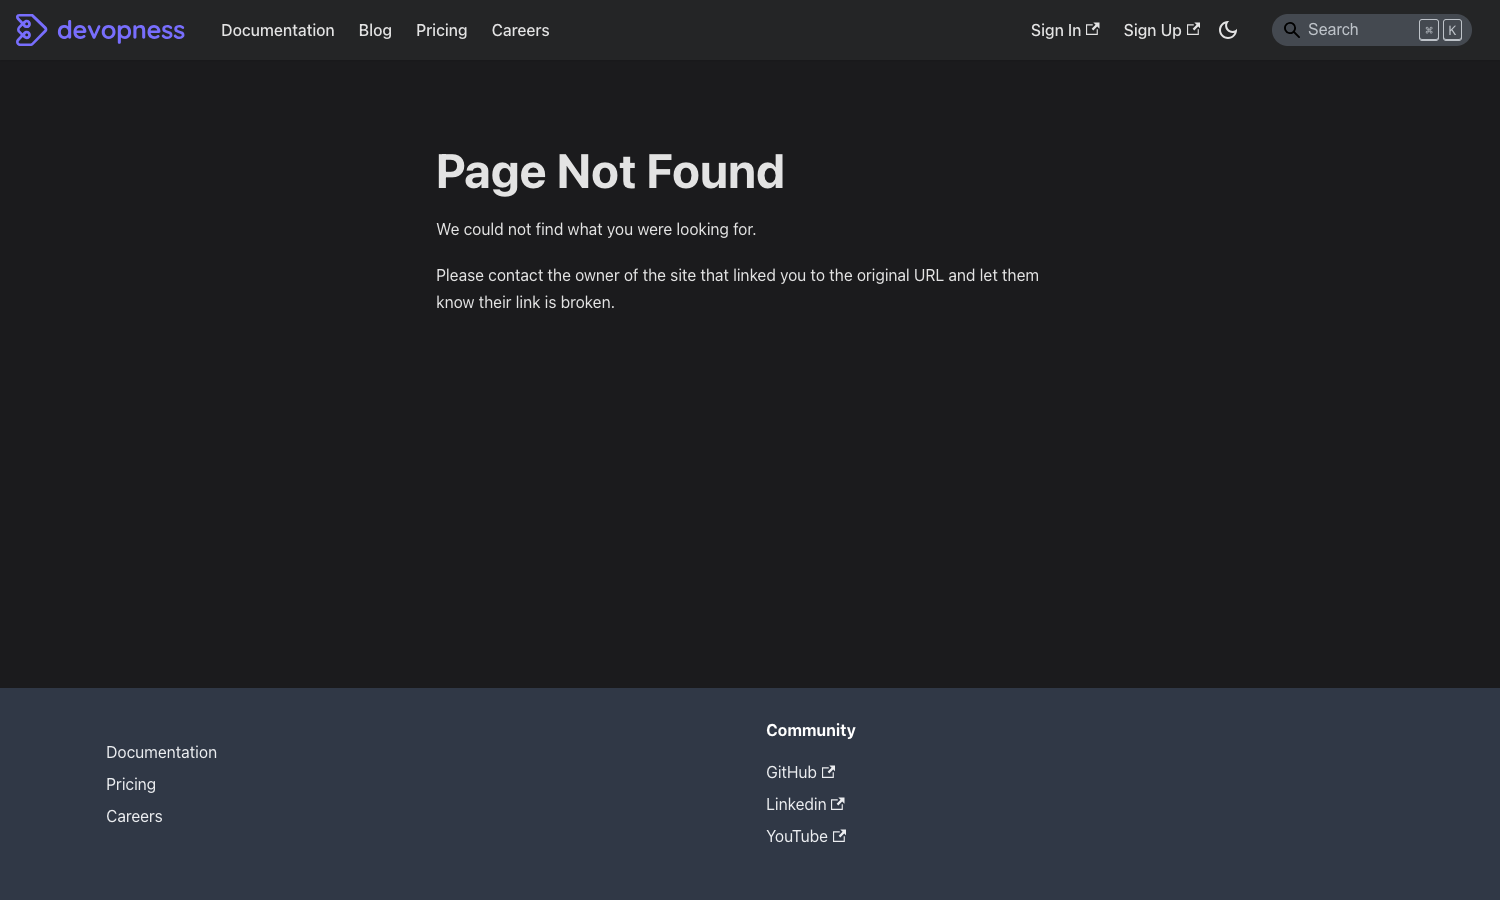 devopness
Documentation
Blog
Pricing
Careers
Sign In
Sign Up
Search
⌘
K
Page Not Found
We could not find what you were looking for.
Please contact the owner of the site that linked you to the original URL and let them
know their link is broken.
Documentation
Pricing
Careers
Community
GitHub
Linkedin
YouTube